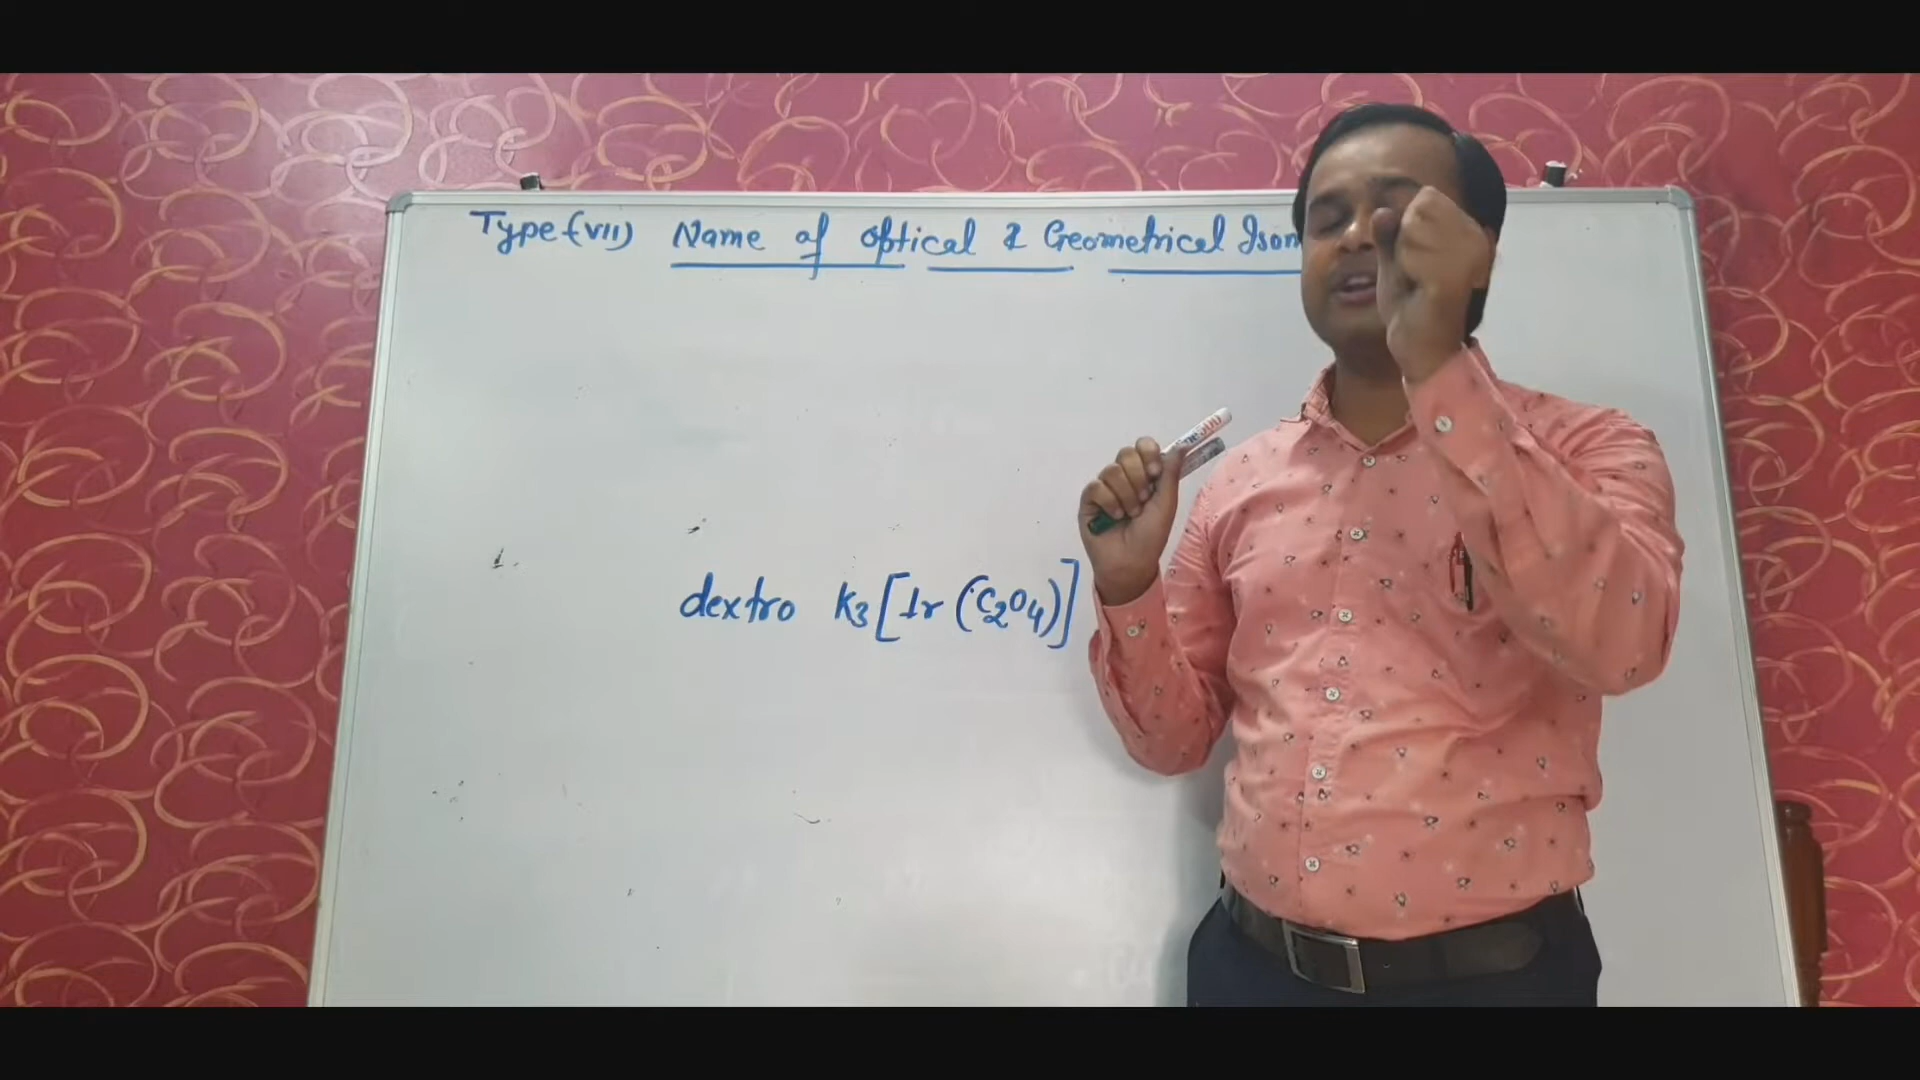 Type (VII) Name of optical & Geometrical Isom
dextro K3[Ir(C2O4)]